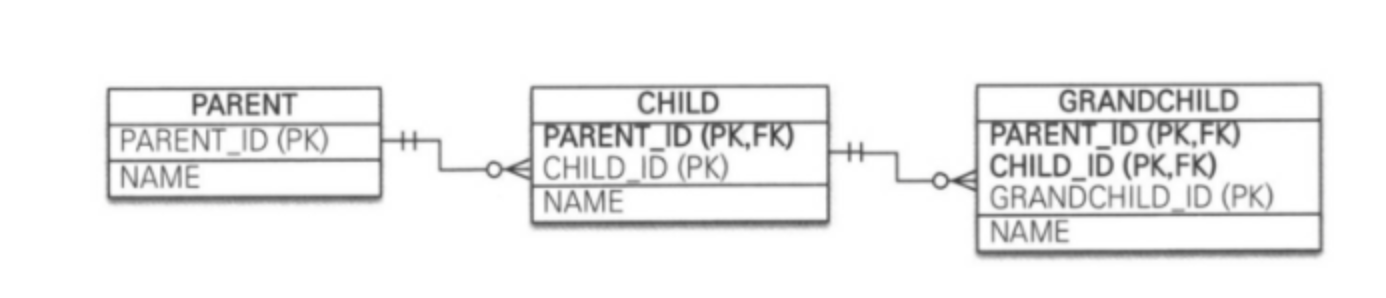 PARENT
PARENT_ID (PK)
NAME
CHILD
PARENT_ID (PK,FK)
CHILD_ID (PK)
NAME
GRANDCHILD
PARENT_ID (PK,FK)
CHILD_ID (PK,FK)
GRANDCHILD_ID (PK)
NAME